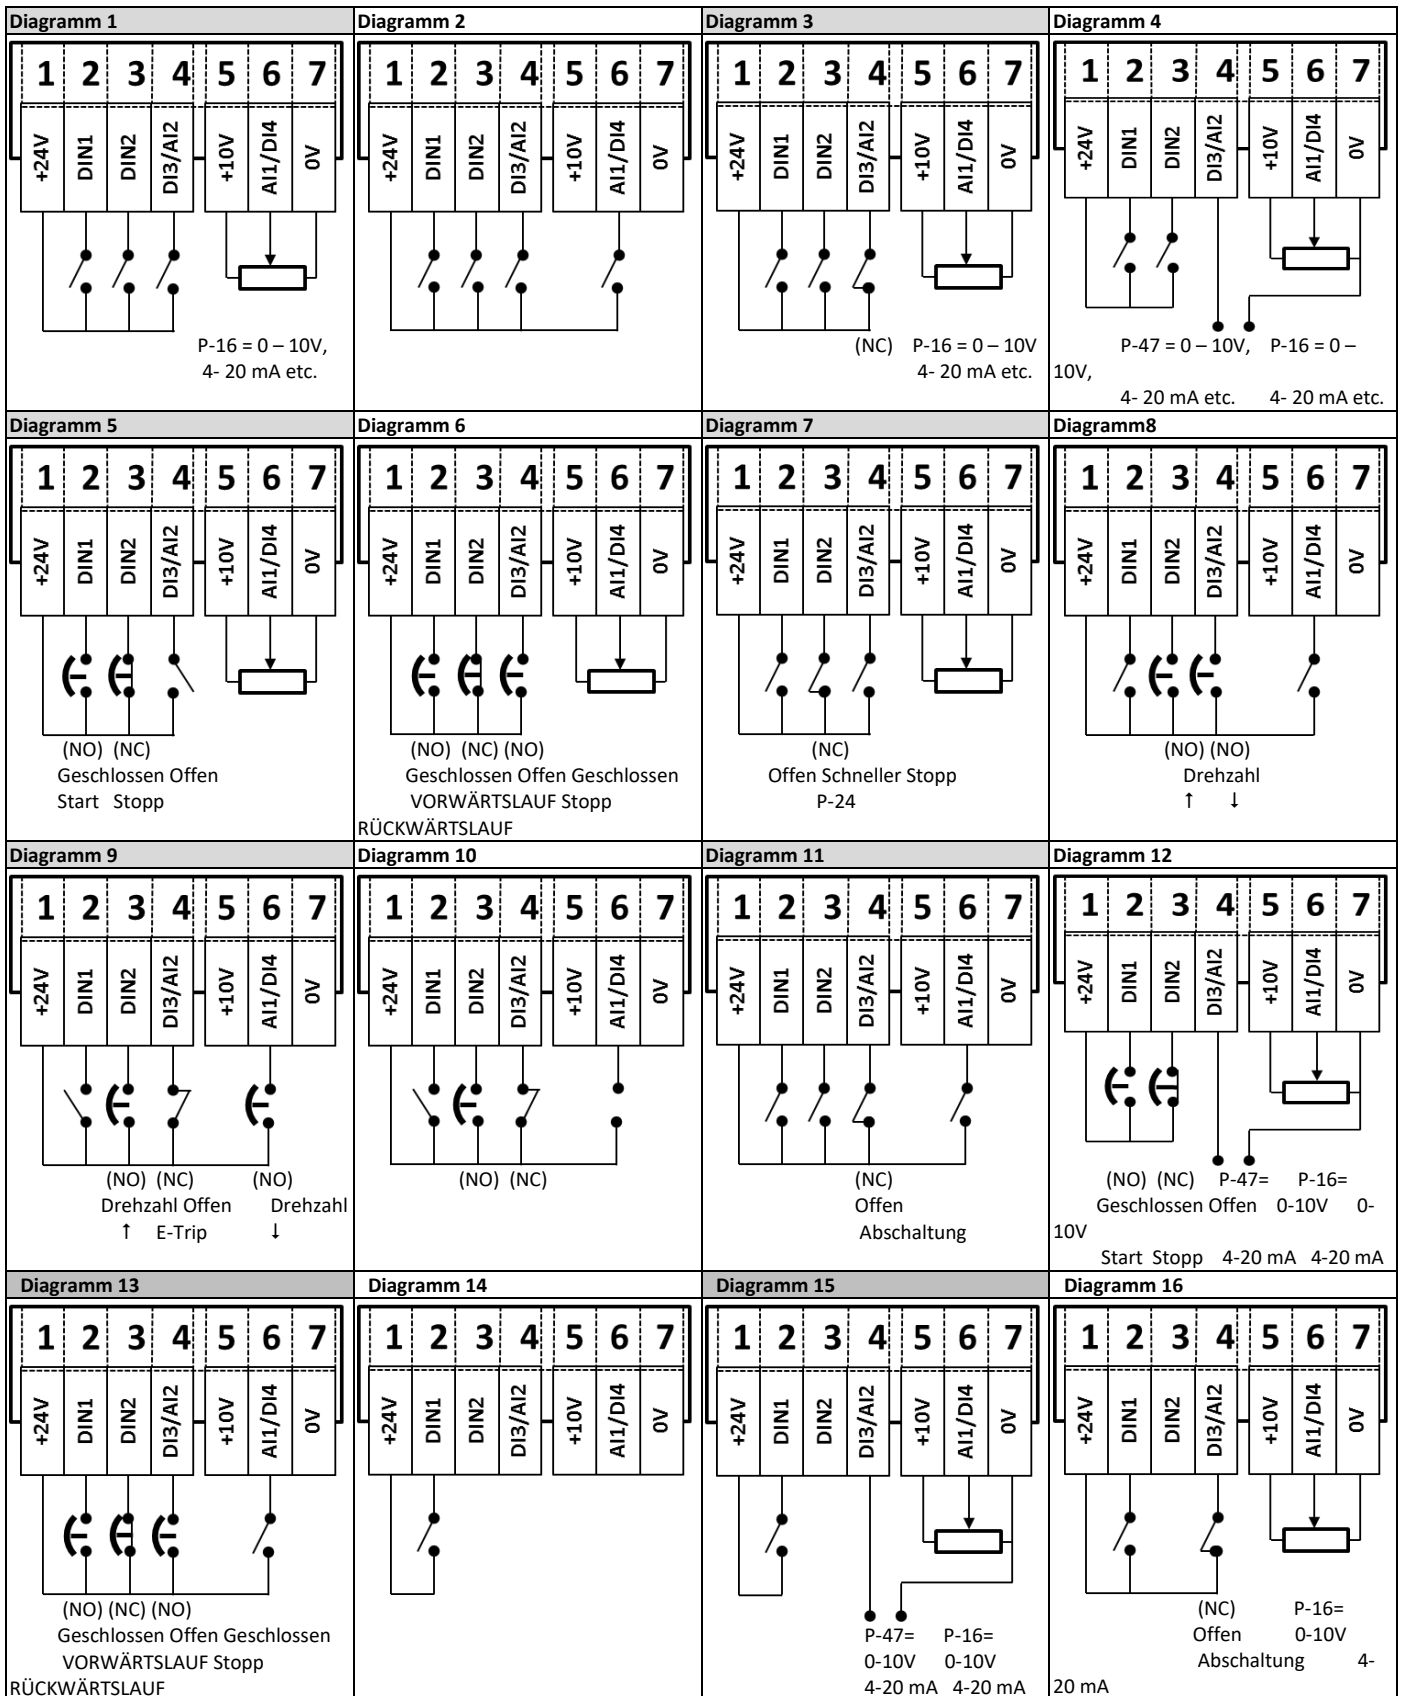 Diagramm 1
1 2 3 4 5 6 7
+24V DIN1 DIN2 DI3/AI2 +10V AI1/DI4 0V
P-16 = 0 – 10V,
4- 20 mA etc.
Diagramm 2
1 2 3 4 5 6 7
+24V DIN1 DIN2 DI3/AI2 +10V AI1/DI4 0V
Diagramm 3
1 2 3 4 5 6 7
+24V DIN1 DIN2 DI3/AI2 +10V AI1/DI4 0V
(NC) P-16 = 0 – 10V
4- 20 mA etc.
Diagramm 4
1 2 3 4 5 6 7
+24V DIN1 DIN2 DI3/AI2 +10V AI1/DI4 0V
P-47 = 0 – 10V, P-16 = 0 –
10V,
4- 20 mA etc. 4- 20 mA etc.
Diagramm 5
1 2 3 4 5 6 7
+24V DIN1 DIN2 DI3/AI2 +10V AI1/DI4 0V
(NO) (NC)
Geschlossen Offen
Start Stopp
Diagramm 6
1 2 3 4 5 6 7
+24V DIN1 DIN2 DI3/AI2 +10V AI1/DI4 0V
(NO) (NC) (NO)
Geschlossen Offen Geschlossen
VORWÄRTSLAUF Stopp
RÜCKWÄRTSLAUF
Diagramm 7
1 2 3 4 5 6 7
+24V DIN1 DIN2 DI3/AI2 +10V AI1/DI4 0V
(NC)
Offen Schneller Stopp
P-24
Diagramm8
1 2 3 4 5 6 7
+24V DIN1 DIN2 DI3/AI2 +10V AI1/DI4 0V
(NO) (NO)
Drehzahl
↑ ↓
Diagramm 9
1 2 3 4 5 6 7
+24V DIN1 DIN2 DI3/AI2 +10V AI1/DI4 0V
(NO) (NC) (NO)
Drehzahl Offen Drehzahl
↑ E-Trip ↓
Diagramm 10
1 2 3 4 5 6 7
+24V DIN1 DIN2 DI3/AI2 +10V AI1/DI4 0V
(NO) (NC)
Diagramm 11
1 2 3 4 5 6 7
+24V DIN1 DIN2 DI3/AI2 +10V AI1/DI4 0V
(NC)
Offen
Abschaltung
Diagramm 12
1 2 3 4 5 6 7
+24V DIN1 DIN2 DI3/AI2 +10V AI1/DI4 0V
(NO) (NC) P-47= P-16=
Geschlossen Offen 0-10V 0-
10V
Start Stopp 4-20 mA 4-20 mA
Diagramm 13
1 2 3 4 5 6 7
+24V DIN1 DIN2 DI3/AI2 +10V AI1/DI4 0V
(NO) (NC) (NO)
Geschlossen Offen Geschlossen
VORWÄRTSLAUF Stopp
RÜCKWÄRTSLAUF
Diagramm 14
1 2 3 4 5 6 7
+24V DIN1 DIN2 DI3/AI2 +10V AI1/DI4 0V
Diagramm 15
1 2 3 4 5 6 7
+24V DIN1 DIN2 DI3/AI2 +10V AI1/DI4 0V
P-47= P-16=
0-10V 0-10V
4-20 mA 4-20 mA
Diagramm 16
1 2 3 4 5 6 7
+24V DIN1 DIN2 DI3/AI2 +10V AI1/DI4 0V
(NC) P-16=
Offen 0-10V
Abschaltung 4-
20 mA